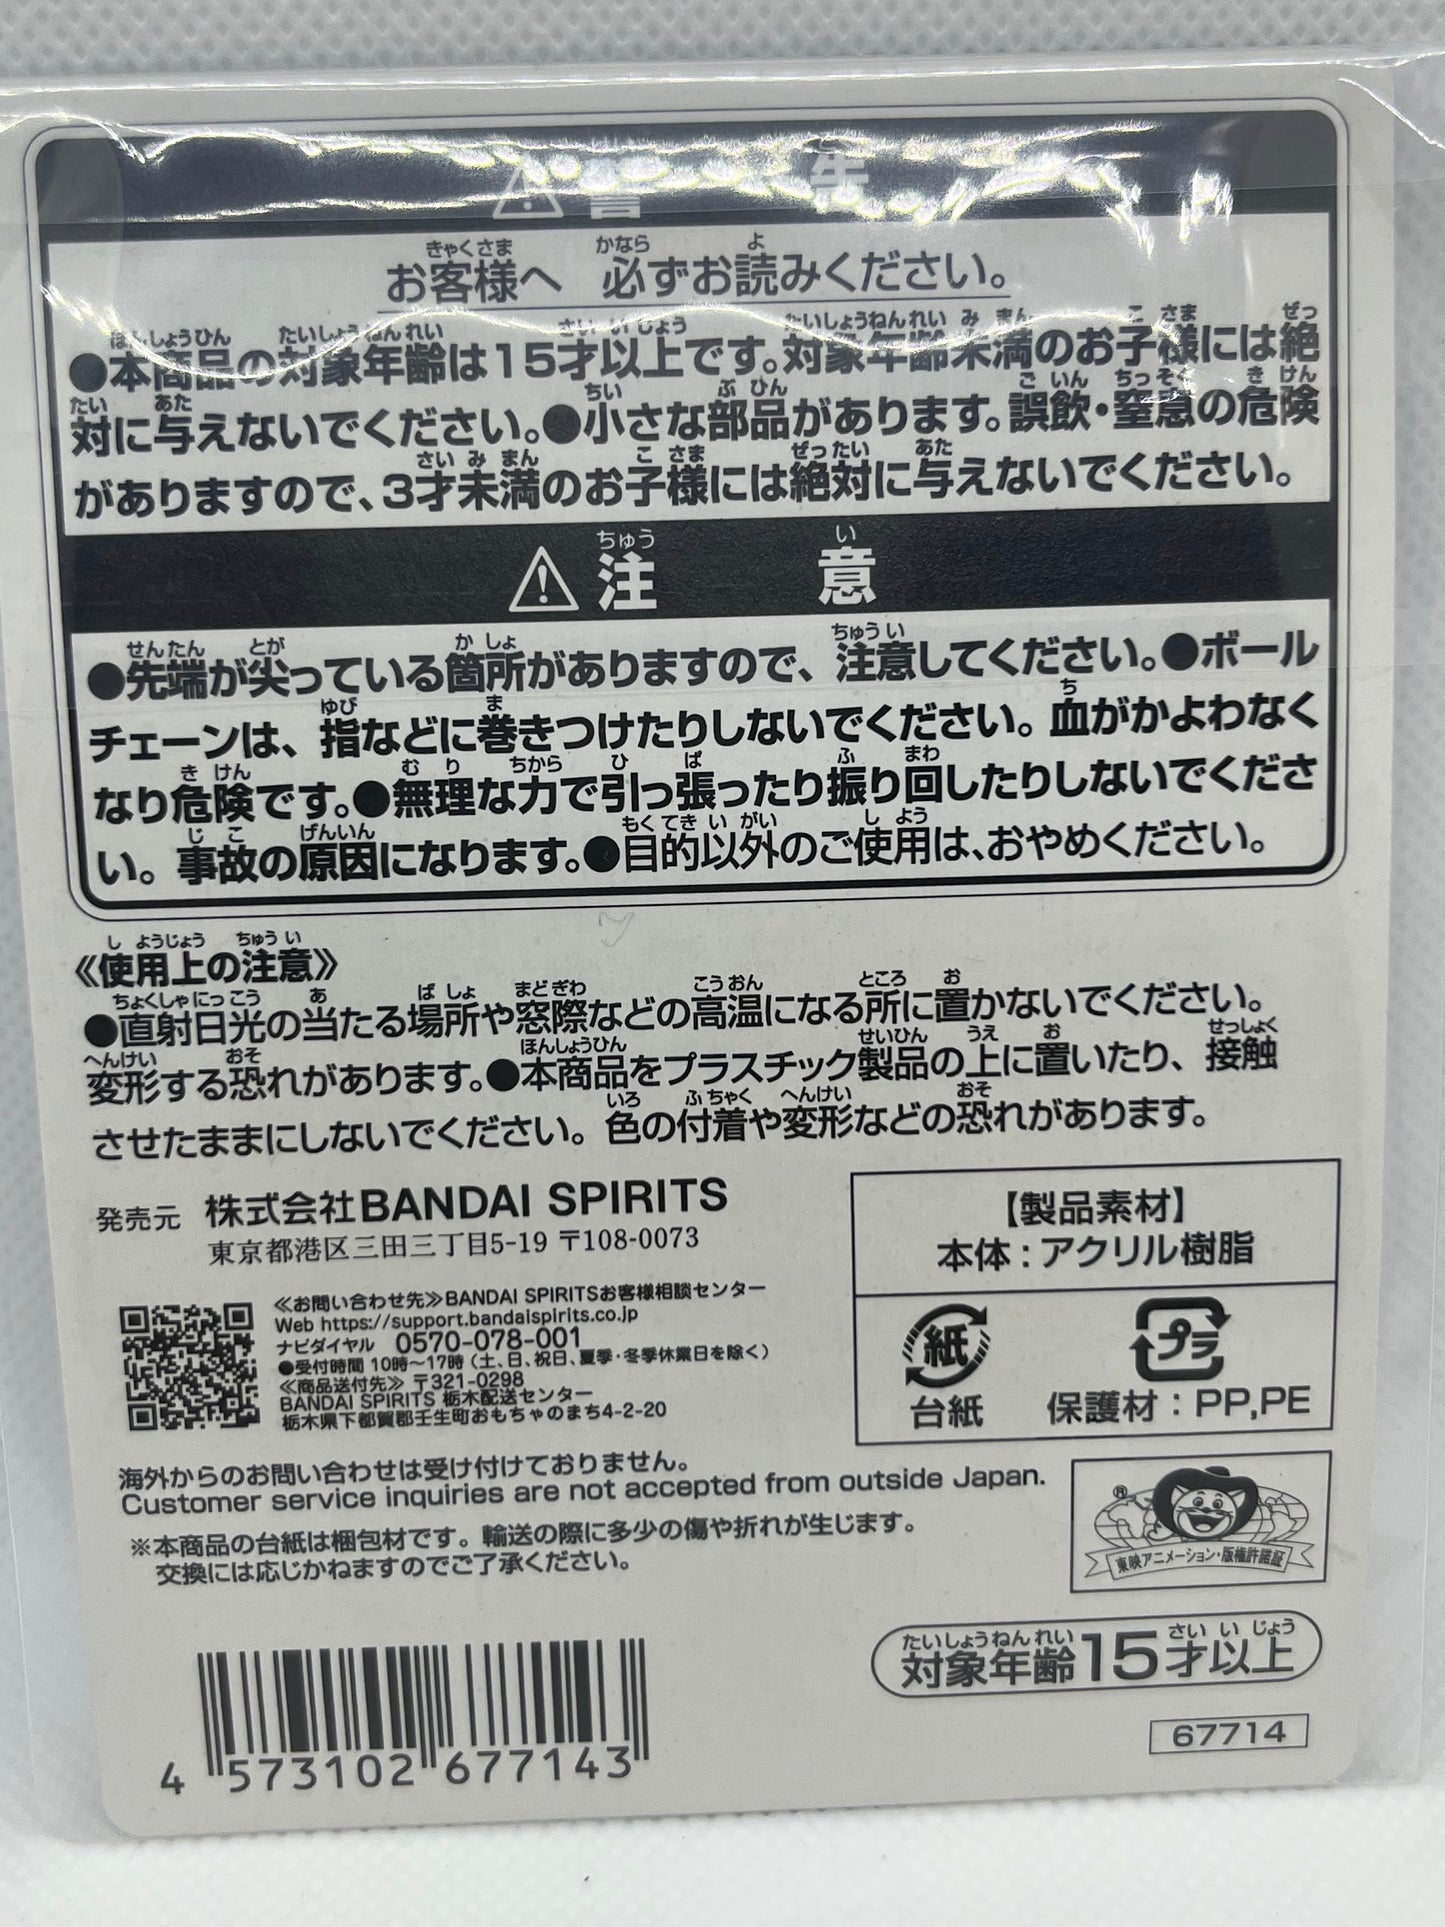 ⚠警 告
お客様へ 必ずお読みください。
●本商品の対象年齢は15才以上です。対象年齢未満のお子様には絶
対に与えないでください。●小さな部品があります。誤飲・窒息の危険
がありますので、3才未満のお子様には絶対に与えないでください。
⚠注 意
●先端が尖っている箇所がありますので、注意してください。●ボール
チェーンは、指などに巻きつけたりしないでください。血がかよわなく
なり危険です。●無理な力で引っ張ったり振り回したりしないでくださ
い。事故の原因になります。●目的以外のご使用は、おやめください。
《使用上の注意》
●直射日光の当たる場所や窓際などの高温になる所に置かないでください。
変形する恐れがあります。●本商品をプラスチック製品の上に置いたり、接触
させたままにしないでください。色の付着や変形などの恐れがあります。
発売元 株式会社BANDAI SPIRITS
東京都港区三田三丁目5-19 〒108-0073
≪お問い合わせ先≫BANDAI SPIRITSお客様相談センター
Web https://support.bandaispirits.co.jp
ナビダイヤル 0570-078-001
●受付時間 10時〜17時(土、日、祝日、夏季・冬季休業日を除く)
≪商品送付先≫ 〒321-0298
BANDAI SPIRITS 栃木配送センター
栃木県下都賀郡壬生町おもちゃのまち4-2-20
【製品素材】
本体:アクリル樹脂
紙
台紙
プラ
保護材:PP,PE
海外からのお問い合わせは受け付けておりません。
Customer service inquiries are not accepted from outside Japan.
※本商品の台紙は梱包材です。輸送の際に多少の傷や折れが生じます。
交換には応じかねますのでご了承ください。
®
東映アニメーション・版権許諾証
対象年齢15才以上
67714
4 573102 677143